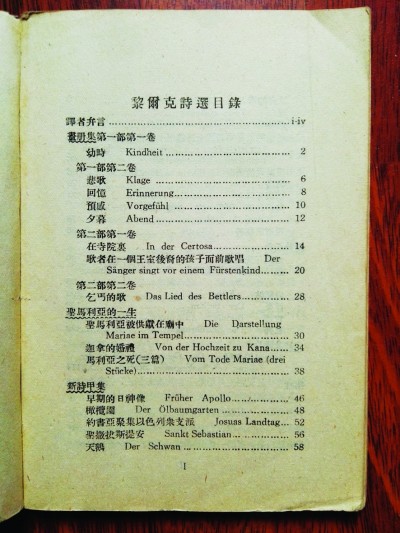 黎爾克詩選目錄
譯者弁言 ........ i-iv
畫册集第一部第一卷
幼時 Kindheit ........ 2
第一部第二卷
悲歌 Klage ........ 6
回憶 Erinnerung ........ 8
預感 Vorgefühl ........ 10
夕暮 Abend ........ 12
第二部第一卷
在寺院裏 In der Certosa ........ 14
歌者在一個王室後裔的孩子面前歌唱 Der
Sänger singt vor einem Fürstenkind ........ 20
第二部第二卷
乞丐的歌 Das Lied des Bettlers ........ 28
聖馬利亞的一生
聖馬利亞被供獻在廟中 Die Darstellung
Mariae im Tempel ........ 30
迦拿的婚禮 Von der Hochzeit zu Kana ........ 34
馬利亞之死(三篇) Vom Tode Mariae (drei
Stücke) ........ 38
新詩甲集
早期的日神像 Früher Apollo ........ 46
橄欖園 Der Ölbaumgarten ........ 48
約書亞聚集以色列衆支派 Josuas Landtag ........ 52
聖撒拔斯提安 Sankt Sebastian ........ 56
天鵝 Der Schwan ........ 58
I